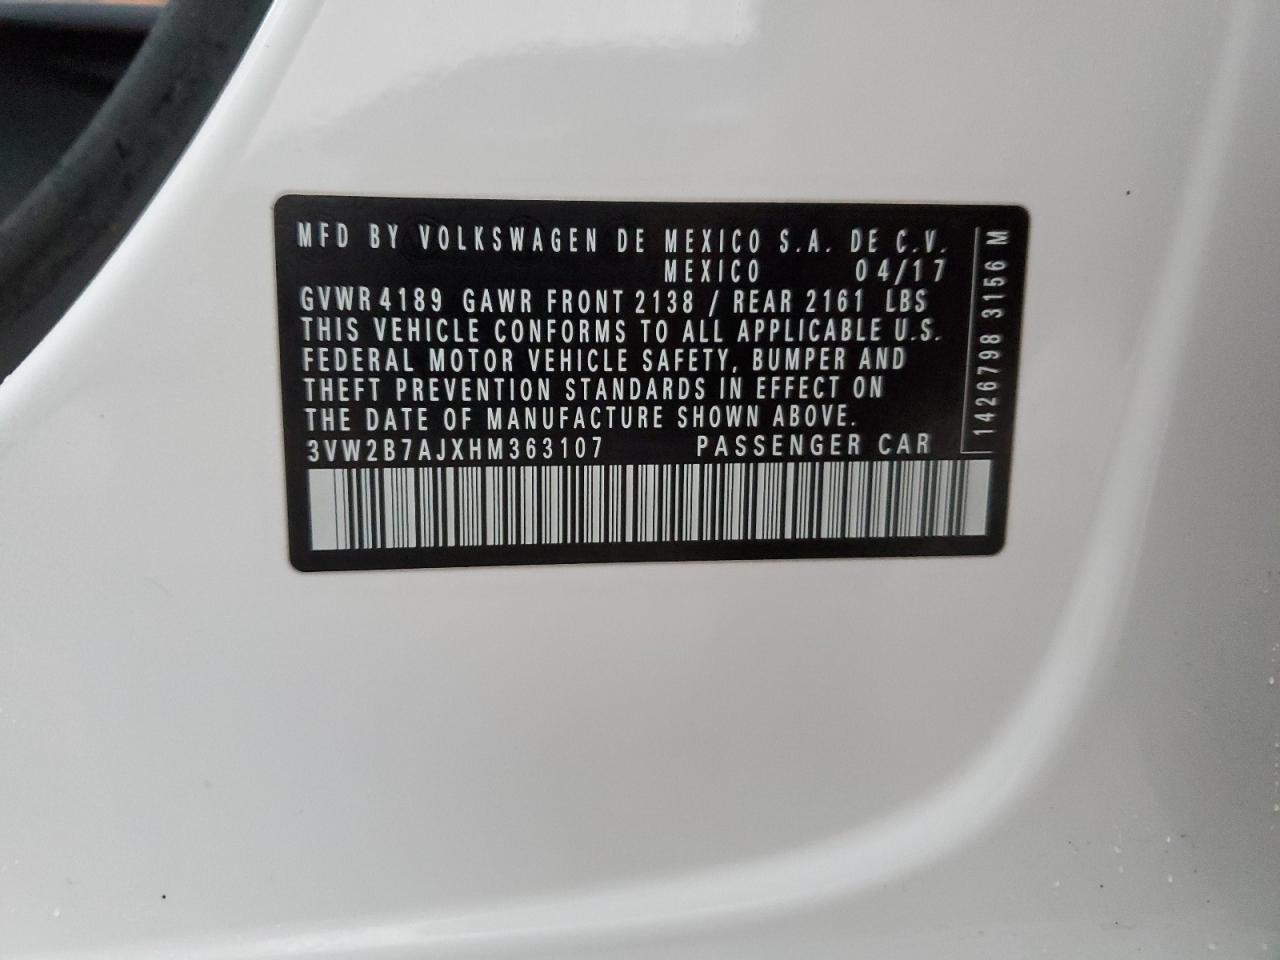 MFD BY VOLKSWAGEN DE MEXICO S.A. DE C.V.
MEXICO 04/17
GVWR 4189 GAWR FRONT 2138 / REAR 2161 LBS
THIS VEHICLE CONFORMS TO ALL APPLICABLE U.S.
FEDERAL MOTOR VEHICLE SAFETY, BUMPER AND
THEFT PREVENTION STANDARDS IN EFFECT ON
THE DATE OF MANUFACTURE SHOWN ABOVE.
3VW2B7AJXHM363107 PASSENGER CAR
1426798 3156 M